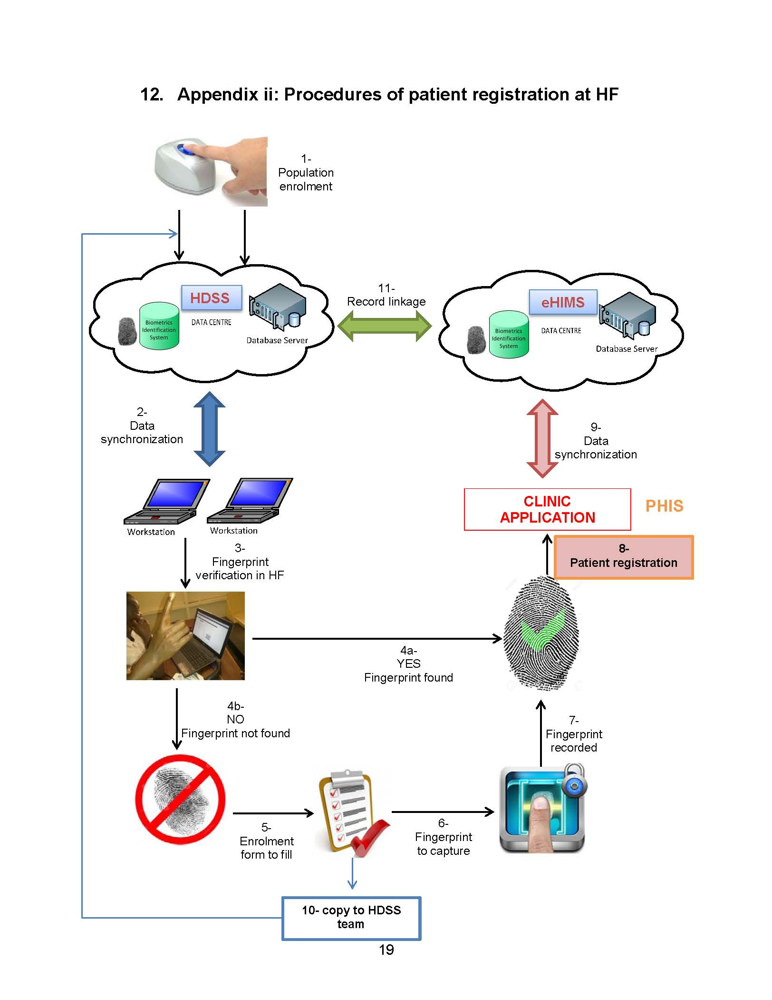 12. Appendix ii: Procedures of patient registration at HF
1-
Population
enrolment
HDSS
DATA CENTRE
Biometrics
Identification
System
Database Server
11-
Record linkage
eHIMS
DATA CENTRE
Biometrics
Identification
System
Database Server
2-
Data
synchronization
9-
Data
synchronization
Workstation
Workstation
CLINIC
APPLICATION
PHIS
3-
Fingerprint
verification in HF
8-
Patient registration
4a-
YES
Fingerprint found
4b-
NO
Fingerprint not found
7-
Fingerprint
recorded
5-
Enrolment
form to fill
6-
Fingerprint
to capture
10- copy to HDSS
team
19